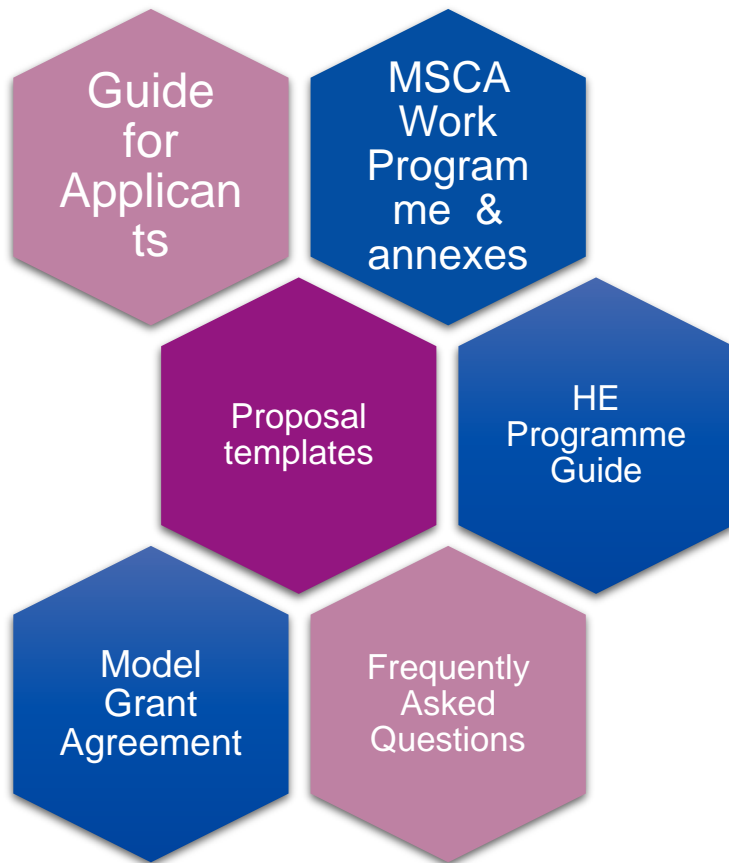 Guide
for
Applican
ts
MSCA
Work
Program
me & 
annexes
Proposal
templates
HE
Programme
Guide
Model
Grant
Agreement
Frequently
Asked
Questions